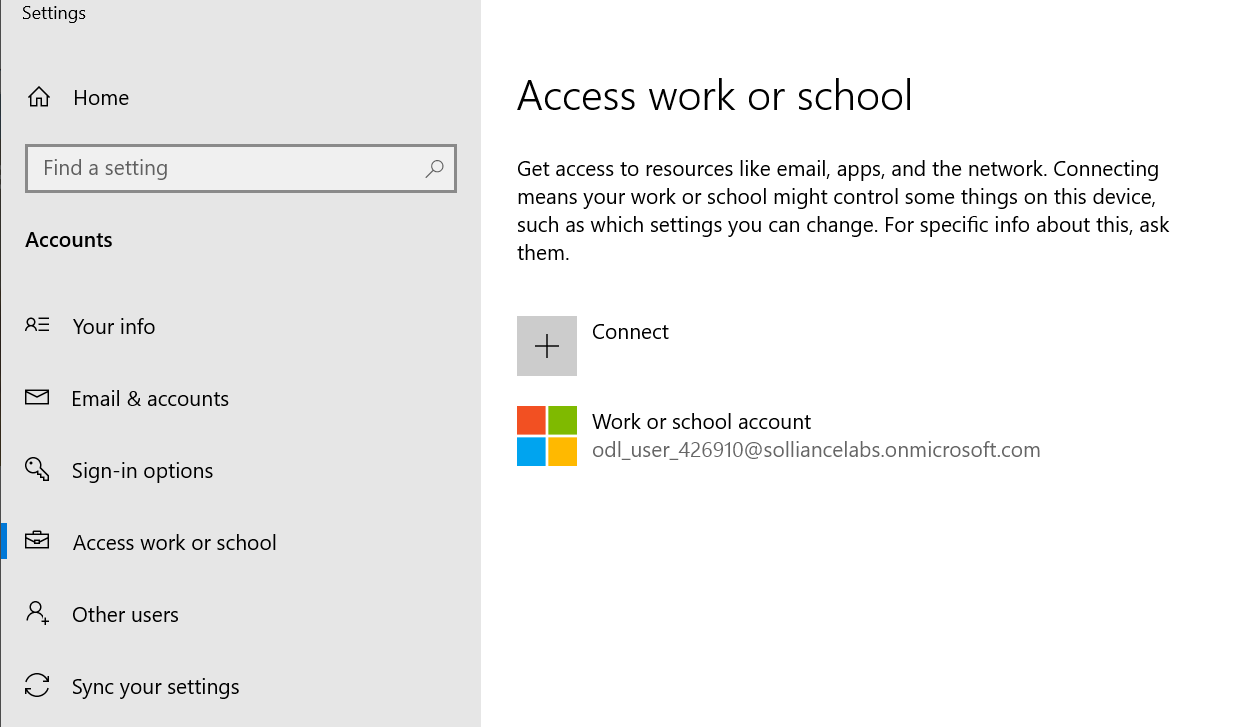 Settings
Home
Find a setting
Accounts
Your info
Email & accounts
Sign-in options
Access work or school
Other users
Sync your settings
Access work or school
Get access to resources like email, apps, and the network. Connecting
means your work or school might control some things on this device,
such as which settings you can change. For specific info about this, ask
them.
Connect
Work or school account
odl_user_426910@solliancelabs.onmicrosoft.com